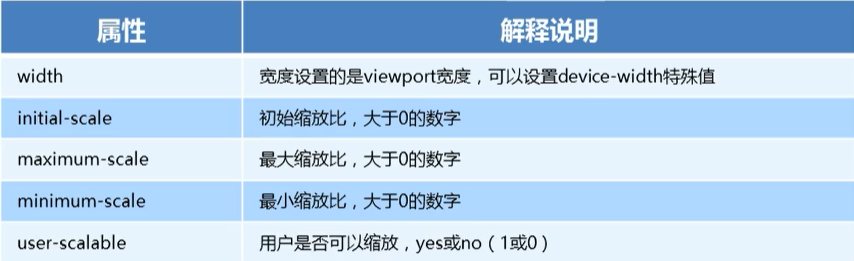 属性 解释说明
width 宽度设置的是viewport宽度，可以设置device-width特殊值
initial-scale 初始缩放比，大于0的数字
maximum-scale 最大缩放比，大于0的数字
minimum-scale 最小缩放比，大于0的数字
user-scalable 用户是否可以缩放，yes或no（1或0）